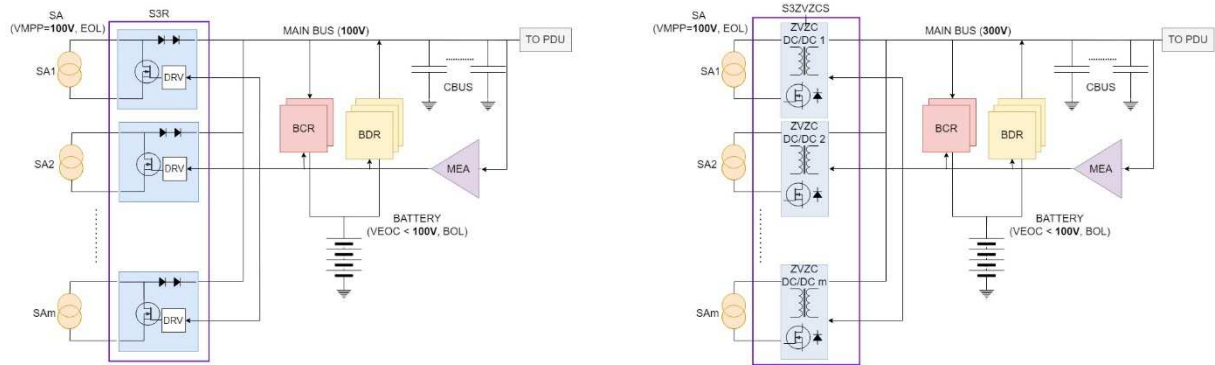 S3R
SA
(VMPP=100V, EOL)
MAIN BUS (100V)
TO PDU
SA1
DRV
CBUS
BCR
BDR
SA2
DRV
MEA
BATTERY
(VEOC < 100V, BOL)
SAm
DRV
S3ZVZCS
SA
(VMPP=100V, EOL)
ZVZC
DC/DC 1
MAIN BUS (300V)
TO PDU
SA1
CBUS
ZVZC
DC/DC 2
BCR
BDR
SA2
MEA
BATTERY
(VEOC < 100V, BOL)
ZVZC
DC/DC m
SAm